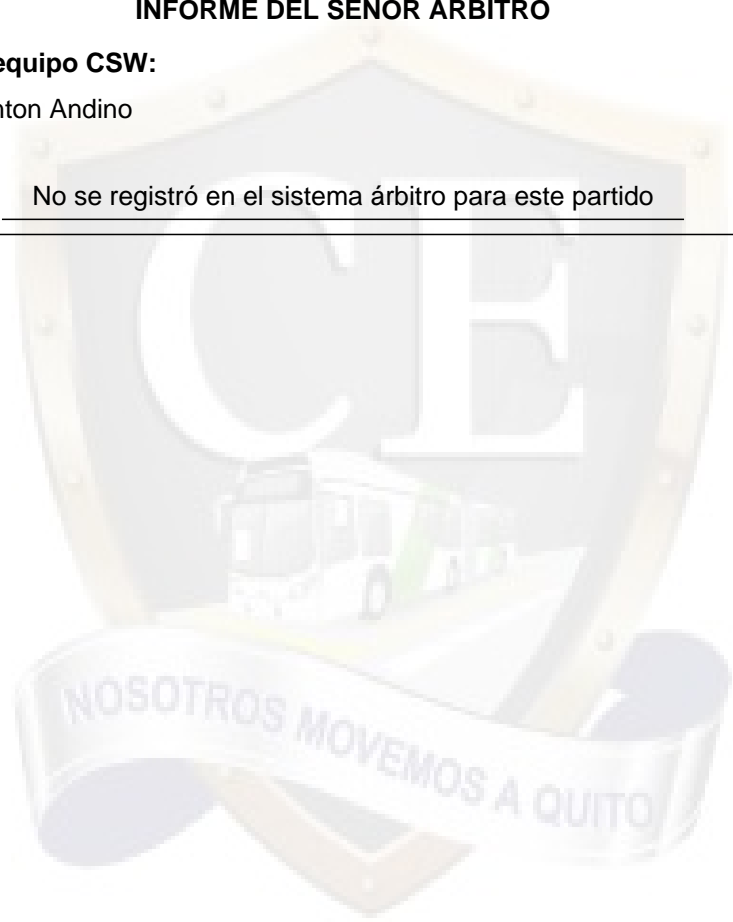 INFORME DEL SEÑOR ÁRBITRO
equipo CSW:
nton Andino
No se registró en el sistema árbitro para este partido
CE
NOSOTROS MOVEMOS A QUITO